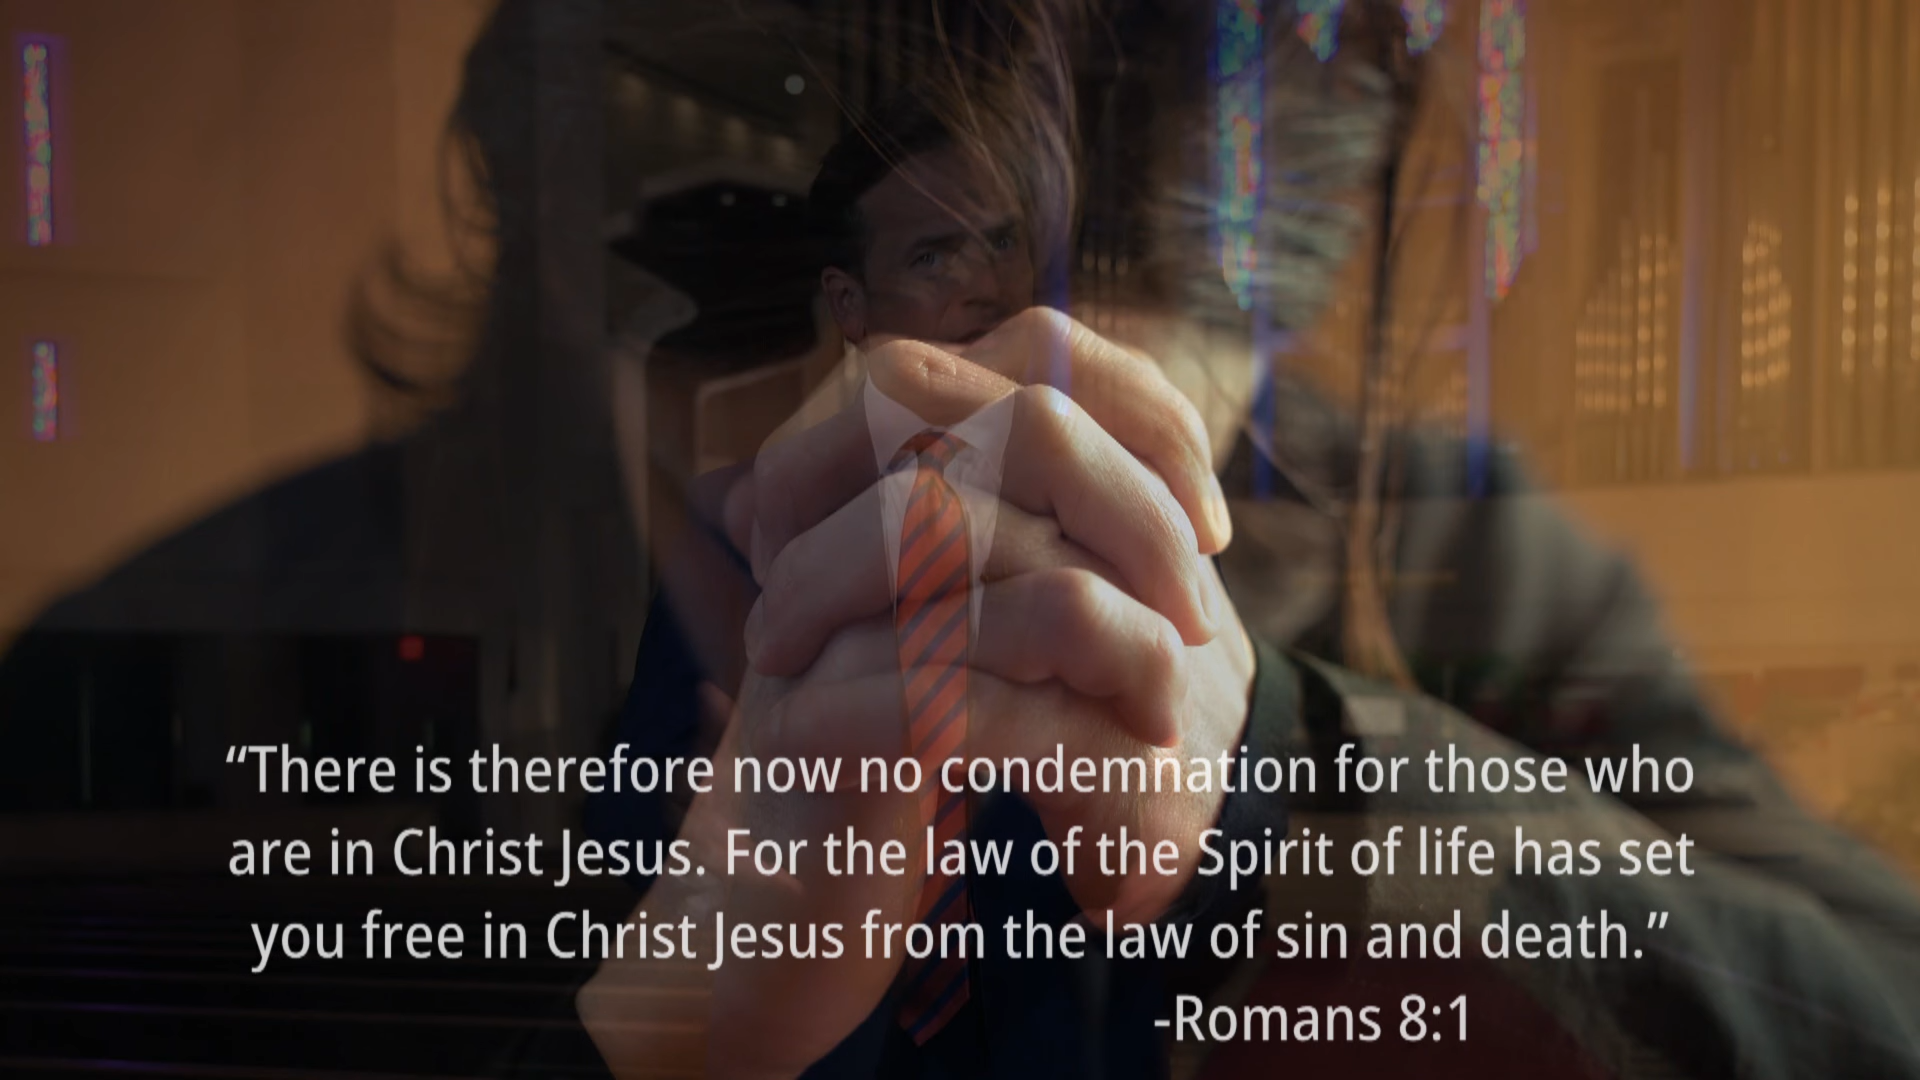 “There is therefore now no condemnation for those who
are in Christ Jesus. For the law of the Spirit of life has set
you free in Christ Jesus from the law of sin and death.”
-Romans 8:1